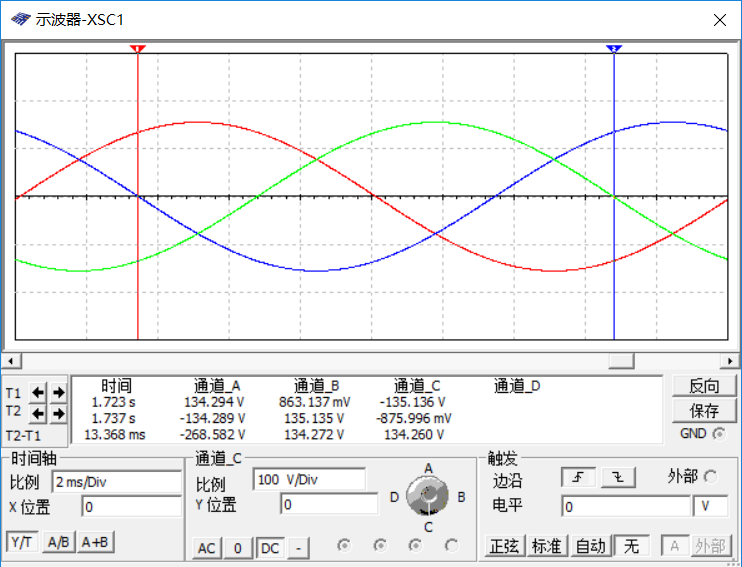 示波器-XSC1
1
2
时间 通道_A 通道_B 通道_C 通道_D
T1 1.723 s 134.294 V 863.137 mV -135.136 V
T2 1.737 s -134.289 V 135.135 V -875.996 mV
T2-T1 13.368 ms -268.582 V 134.272 V 134.260 V
反向
保存
GND
时间轴
比例 2 ms/Div
X 位置 0
Y/T A/B A+B
通道_C
比例 100 V/Div
Y 位置 0
A
D B
C
AC 0 DC -
触发
边沿 外部
电平 0 V
正弦 标准 自动 无 A 外部